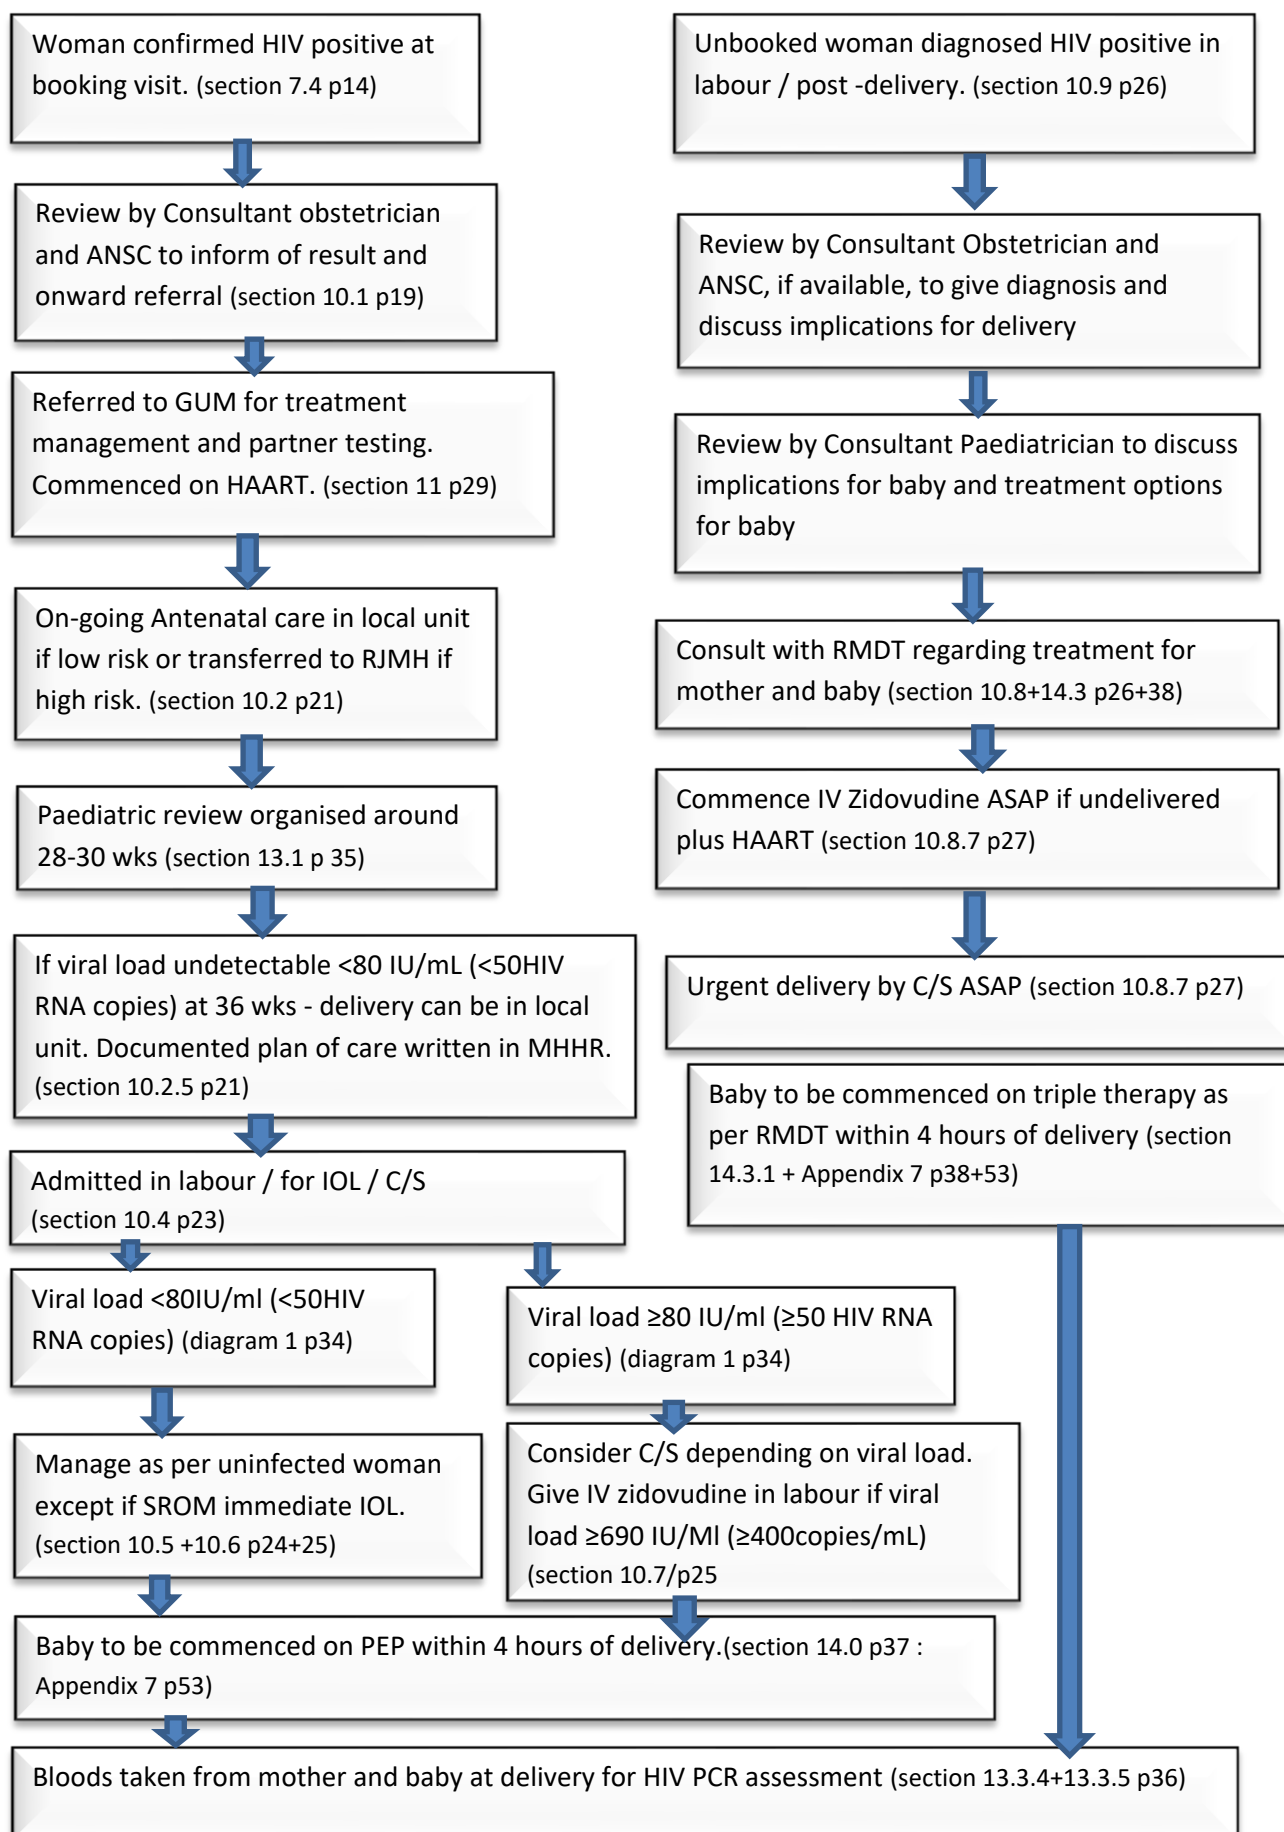 Woman confirmed HIV positive at
booking visit. (section 7.4 p14)
Review by Consultant obstetrician
and ANSC to inform of result and
onward referral (section 10.1 p19)
Referred to GUM for treatment
management and partner testing.
Commenced on HAART. (section 11 p29)
On-going Antenatal care in local unit
if low risk or transferred to RJMH if
high risk. (section 10.2 p21)
Paediatric review organised around
28-30 wks (section 13.1 p 35)
If viral load undetectable <80 IU/mL (<50HIV
RNA copies) at 36 wks - delivery can be in local
unit. Documented plan of care written in MHHR.
(section 10.2.5 p21)
Admitted in labour / for IOL / C/S
(section 10.4 p23)
Viral load <80IU/ml (<50HIV
RNA copies) (diagram 1 p34)
Manage as per uninfected woman
except if SROM immediate IOL.
(section 10.5 +10.6 p24+25)
Viral load ≥80 IU/ml (≥50 HIV RNA
copies) (diagram 1 p34)
Consider C/S depending on viral load.
Give IV zidovudine in labour if viral
load ≥690 IU/Ml (≥400copies/mL)
(section 10.7/p25
Baby to be commenced on PEP within 4 hours of delivery.(section 14.0 p37 :
Appendix 7 p53)
Unbooked woman diagnosed HIV positive in
labour / post -delivery. (section 10.9 p26)
Review by Consultant Obstetrician and
ANSC, if available, to give diagnosis and
discuss implications for delivery
Review by Consultant Paediatrician to discuss
implications for baby and treatment options
for baby
Consult with RMDT regarding treatment for
mother and baby (section 10.8+14.3 p26+38)
Commence IV Zidovudine ASAP if undelivered
plus HAART (section 10.8.7 p27)
Urgent delivery by C/S ASAP (section 10.8.7 p27)
Baby to be commenced on triple therapy as
per RMDT within 4 hours of delivery (section
14.3.1 + Appendix 7 p38+53)
Bloods taken from mother and baby at delivery for HIV PCR assessment (section 13.3.4+13.3.5 p36)